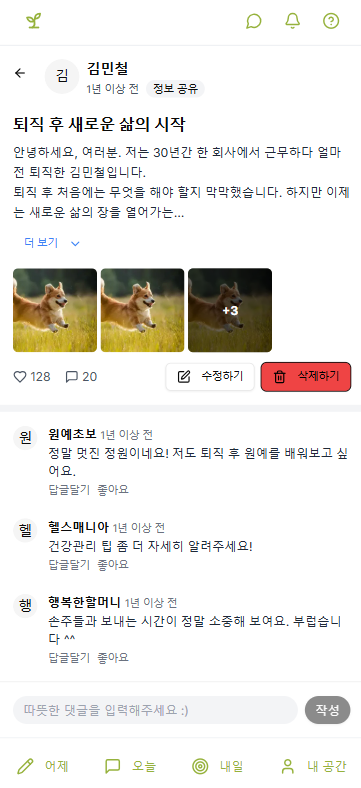 김
김민철
1년 이상 전 정보 공유
퇴직 후 새로운 삶의 시작
안녕하세요, 여러분. 저는 30년간 한 회사에서 근무하다 얼마
전 퇴직한 김민철입니다.
퇴직 후 처음에는 무엇을 해야 할지 막막했습니다. 하지만 이제
는 새로운 삶의 장을 열어가는...
더 보기
+3
128 20 수정하기 삭제하기
원
원예초보 1년 이상 전
정말 멋진 정원이네요! 저도 퇴직 후 원예를 배워보고 싶
어요.
답글달기 좋아요
헬
헬스매니아 1년 이상 전
건강관리 팁 좀 더 자세히 알려주세요!
답글달기 좋아요
행
행복한할머니 1년 이상 전
손주들과 보내는 시간이 정말 소중해 보여요. 부럽습니
다 ^^
답글달기 좋아요
따뜻한 댓글을 입력해주세요 :) 작성
어제 오늘 내일 내 공간